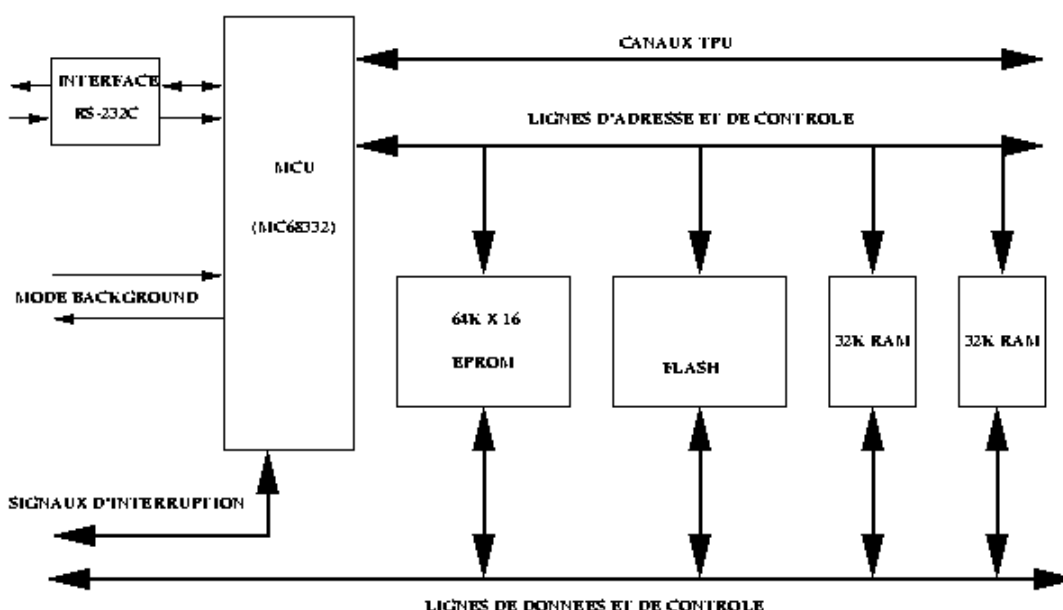 CANAUX TPU
INTERFACE
RS-232C
LIGNES D'ADRESSE ET DE CONTROLE
MCU
(MC68332)
MODE BACKGROUND
64K X 16
EPROM
FLASH
32K RAM
32K RAM
SIGNAUX D'INTERRUPTION
LIGNES DE DONNEES ET DE CONTROLE